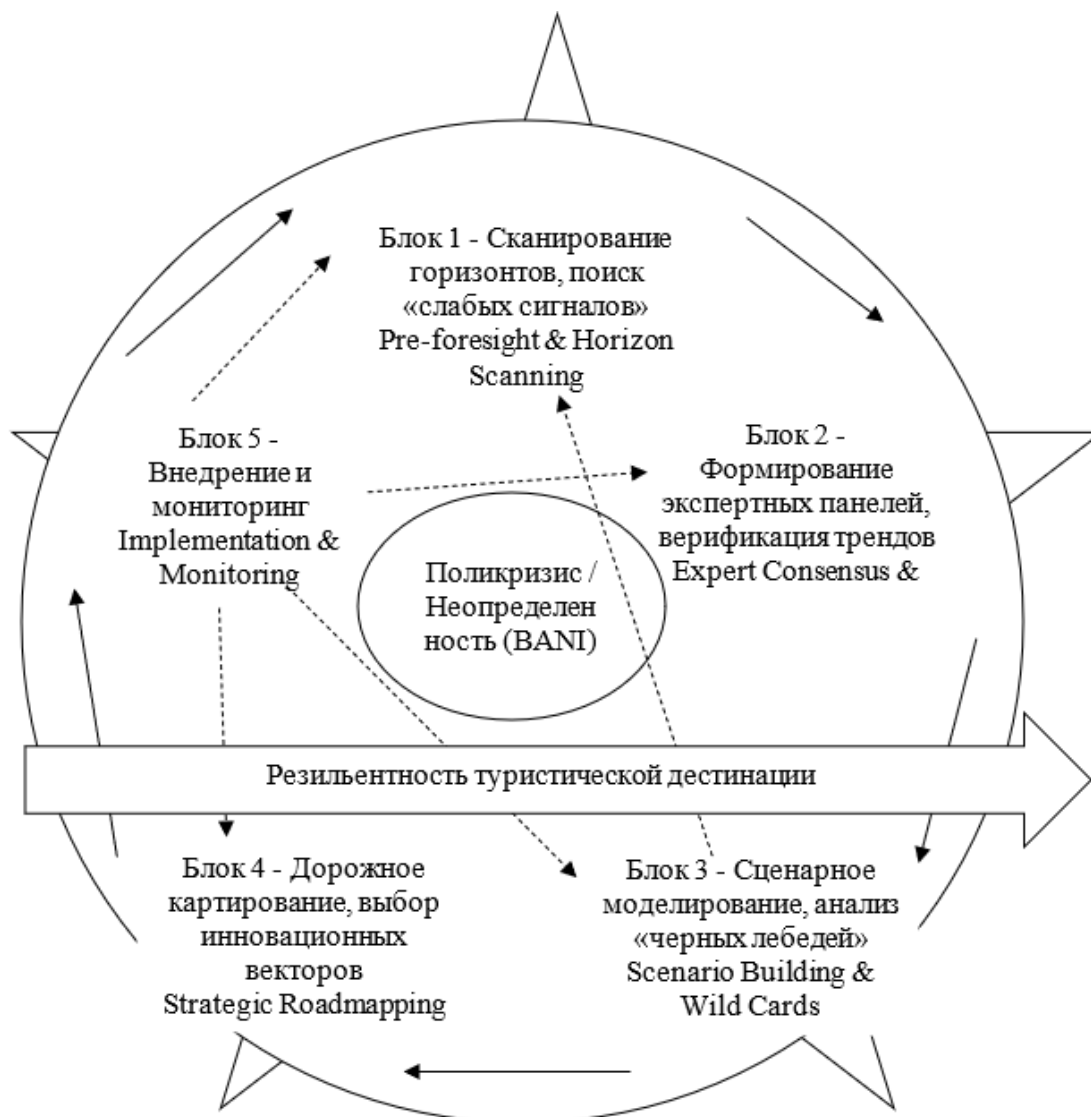 Блок 1 - Сканирование
горизонтов, поиск
«слабых сигналов»
Pre-foresight & Horizon
Scanning
Блок 2 -
Формирование
экспертных панелей,
верификация трендов
Expert Consensus &
Блок 5 -
Внедрение и
мониторинг
Implementation &
Monitoring
Поликризис /
Неопределен
ность (BANI)
Резильентность туристической дестинации
Блок 4 - Дорожное
картирование, выбор
инновационных
векторов
Strategic Roadmapping
Блок 3 - Сценарное
моделирование, анализ
«черных лебедей»
Scenario Building &
Wild Cards